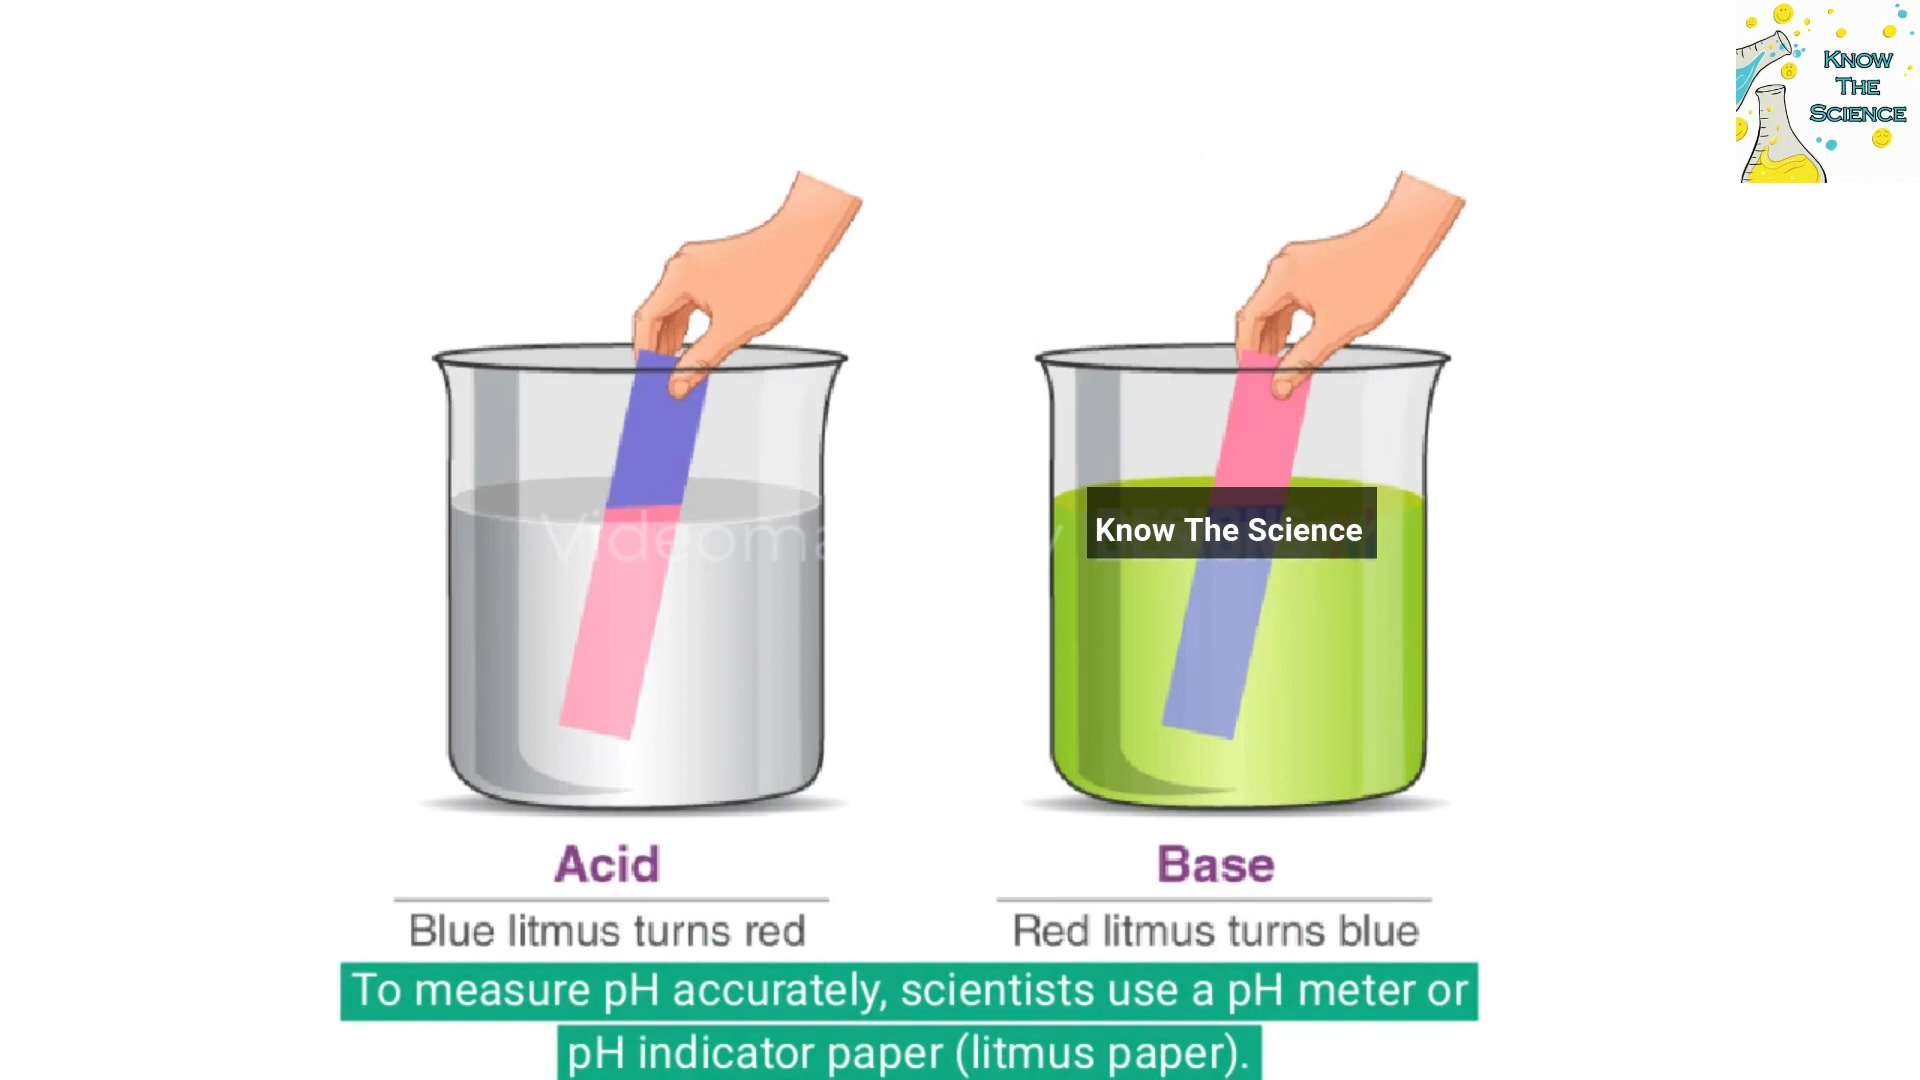 Know
The
Science
Videoma
Know The Science
Acid
Base
Blue litmus turns red
Red litmus turns blue
To measure pH accurately, scientists use a pH meter or
pH indicator paper (litmus paper).